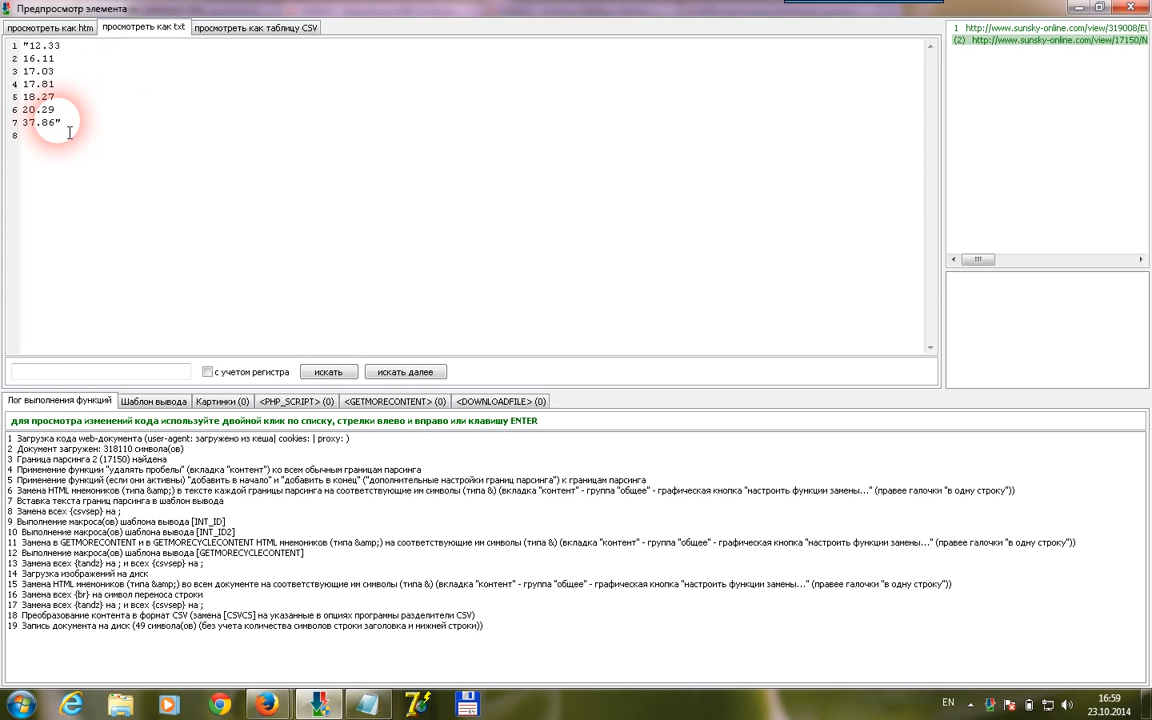 Предпросмотр элемента
просмотреть как htm
просмотреть как txt
просмотреть как таблицу CSV
1 "12.33
2 16.11
3 17.03
4 17.81
5 18.27
6 20.29
7 37.86"
8
1 http://www.sunsky-online.com/view/319008/EU
(2) http://www.sunsky-online.com/view/17150/N
с учетом регистра
искать
искать далее
Лог выполнения функций
Шаблон вывода
Картинки (0)
<PHP_SCRIPT> (0)
<GETMORECONTENT> (0)
<DOWNLOADFILE> (0)
для просмотра изменений кода используйте двойной клик по списку, стрелки влево и вправо или клавишу ENTER
1 Загрузка кода web-документа (user-agent: загружено из кеша| cookies: | proxy: )
2 Документ загружен: 318110 символа(ов)
3 Граница парсинга 2 (17150) найдена
4 Применение функции "удалять пробелы" (вкладка "контент") ко всем обычным границам парсинга
5 Применение функций (если они активны) "добавить в начало" и "добавить в конец" ("дополнительные настройки границ парсинга") к границам парсинга
6 Замена HTML мнемоников (типа &amp;) в тексте каждой границы парсинга на соответствующие им символы (типа &) (вкладка "контент" - группа "общее" - графическая кнопка "настроить функции замены..." (правее галочки "в одну строку"))
7 Вставка текста границ парсинга в шаблон вывода
8 Замена всех {csvsep} на ;
9 Выполнение макроса(ов) шаблона вывода [INT_ID]
10 Выполнение макроса(ов) шаблона вывода [INT_ID2]
11 Замена в GETMORECONTENT и в GETMORECYCLECONTENT HTML мнемоников (типа &amp;) на соответствующие им символы (типа &) (вкладка "контент" - группа "общее" - графическая кнопка "настроить функции замены..." (правее галочки "в одну строку"))
12 Выполнение макроса(ов) шаблона вывода [GETMORECYCLECONTENT]
13 Замена всех {tandz} на ; и всех {csvsep} на ;
14 Загрузка изображений на диск
15 Замена HTML мнемоников (типа &amp;) во всем документе на соответствующие им символы (типа &) (вкладка "контент" - группа "общее" - графическая кнопка "настроить функции замены..." (правее галочки "в одну строку"))
16 Замена всех {br} на символ переноса строки
17 Замена всех {tandz} на ; и всех {csvsep} на ;
18 Преобразование контента в формат CSV (замена [CSVCS] на указанные в опциях программы разделители CSV)
19 Запись документа на диск (49 символа(ов) (без учета количества символов строки заголовка и нижней строки))
EN
16:59
23.10.2014